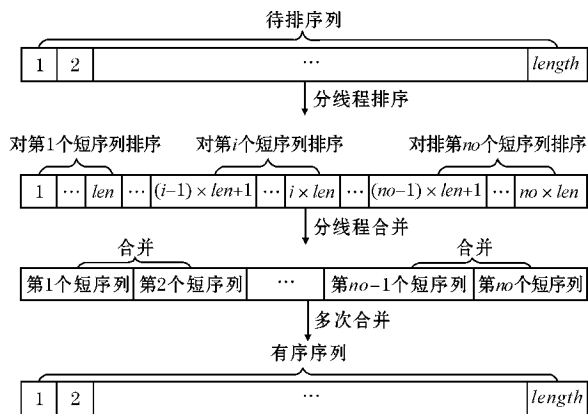 待排序列
1 2 … length
分线程排序
对第1个短序列排序 对第i个短序列排序 对排第no个短序列排序
1 … len … (i−1)×len+1 … i×len … (no−1)×len+1 … no×len
分线程合并
合并 合并
第1个短序列 第2个短序列 … 第no−1个短序列 第no个短序列
多次合并
有序序列
1 2 … length